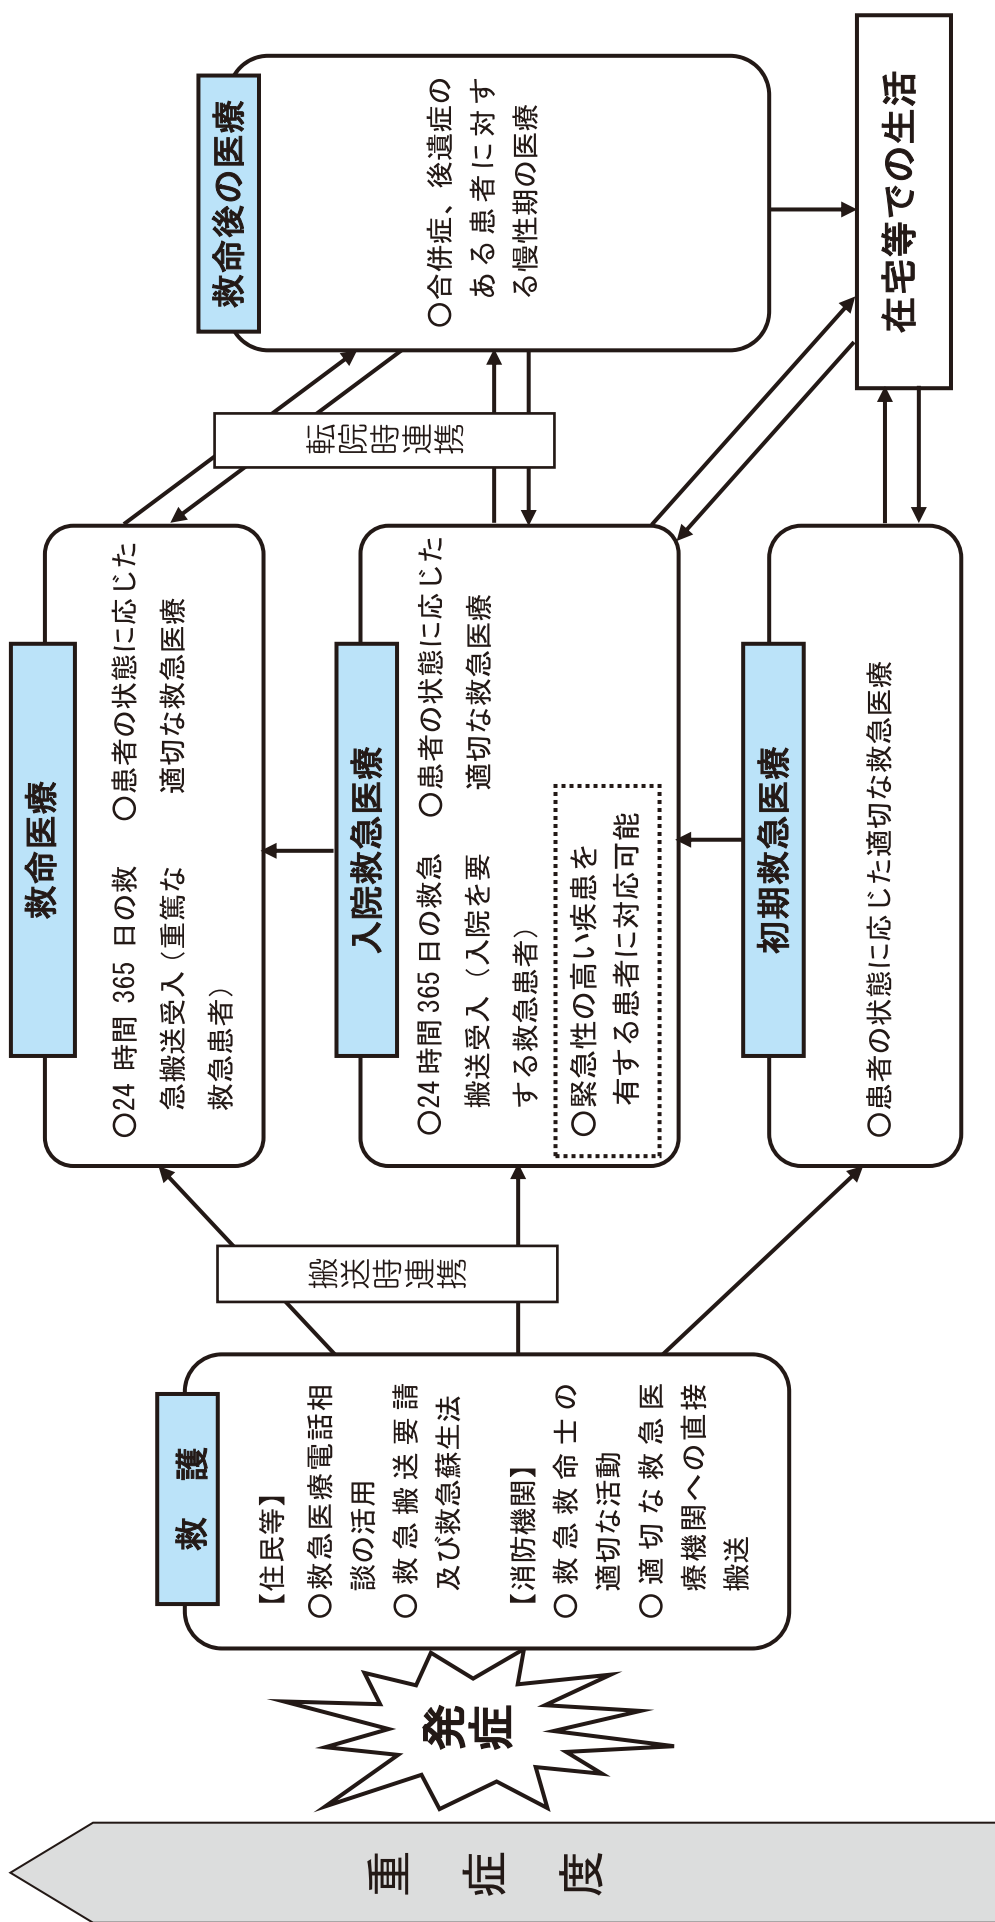 重症度
発
症
救 護
【住民等】
○救急医療電話相
談の活用
○救急搬送要請
及び救急蘇生法
【消防機関】
○救急救命士の
適切な活動
○適切な救急医
療機関への直接
搬送
搬送時連携
救命医療
○24 時間 365 日の救
急搬送受入（重篤な
救急患者）
○患者の状態に応じた
適切な救急医療
入院救急医療
○24 時間 365 日の救急
搬送受入（入院を要
する救急患者）
○患者の状態に応じた
適切な救急医療
○緊急性の高い疾患を
有する患者に対応可能
初期救急医療
○患者の状態に応じた適切な救急医療
転院時連携
救命後の医療
○合併症、後遺症の
ある患者に対す
る慢性期の医療
在宅等での生活